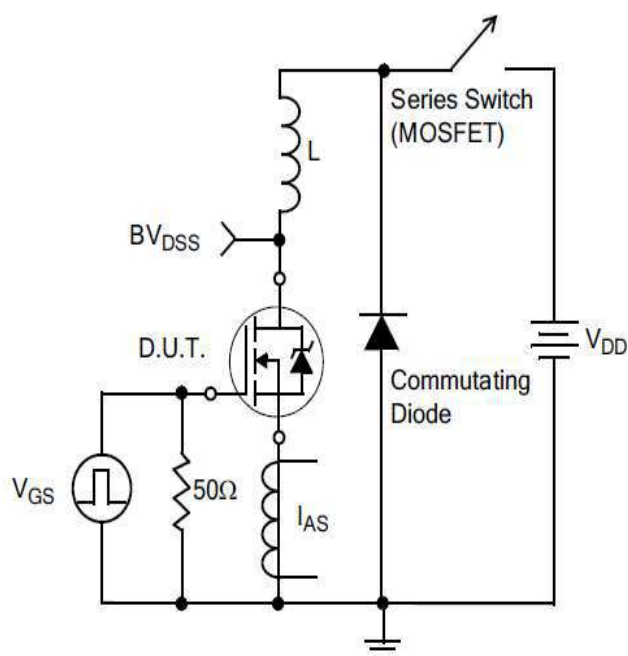 Series Switch
(MOSFET)
L
BVDSS
D.U.T.
VDD
Commutating
Diode
VGS
50Ω
IAS